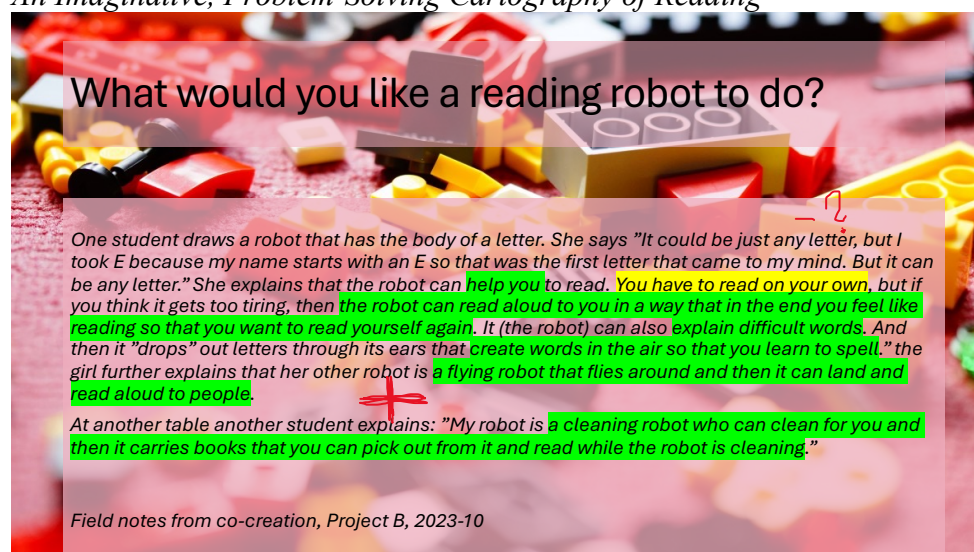 An Imaginative, Problem-Solving Cartography of Reading
What would you like a reading robot to do?
- ?
One student draws a robot that has the body of a letter. She says ”It could be just any letter, but I
took E because my name starts with an E so that was the first letter that came to my mind. But it can
be any letter.” She explains that the robot can help you to read. You have to read on your own, but if
you think it gets too tiring, then the robot can read aloud to you in a way that in the end you feel like
reading so that you want to read yourself again. It (the robot) can also explain difficult words. And
then it ”drops” out letters through its ears that create words in the air so that you learn to spell.” the
girl further explains that her other robot is a flying robot that flies around and then it can land and
read aloud to people.
+
At another table another student explains: ”My robot is a cleaning robot who can clean for you and
then it carries books that you can pick out from it and read while the robot is cleaning.”
Field notes from co-creation, Project B, 2023-10